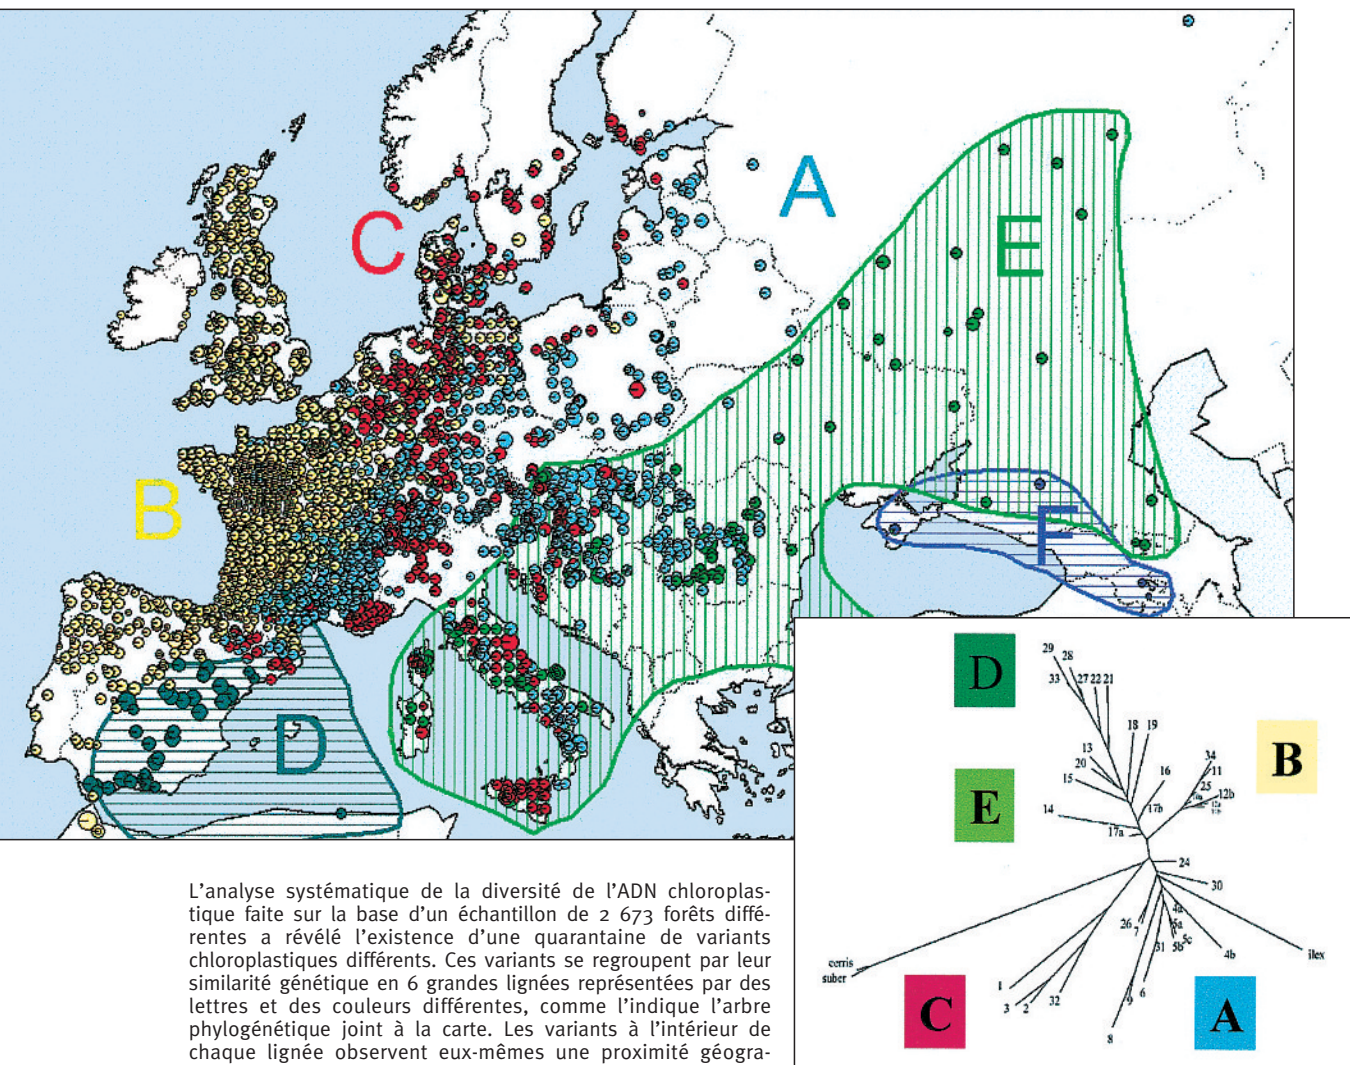 A
C
E
B
F
D
L'analyse systématique de la diversité de l'ADN chloroplas-
tique faite sur la base d'un échantillon de 2 673 forêts diffé-
rentes a révélé l'existence d'une quarantaine de variants
chloroplastiques différents. Ces variants se regroupent par leur
similarité génétique en 6 grandes lignées représentées par des
lettres et des couleurs différentes, comme l'indique l'arbre
phylogénétique joint à la carte. Les variants à l'intérieur de
chaque lignée observent eux-mêmes une proximité géogra-
D
B
E
C
A
29
28
33
27 22 21
18 19
13
20
15
16
34
11
25
12b
14
17b
17a
24
30
4a
26
7
5a
5b
5c
31
4b
ilex
cerris
suber
1
3 2 32
9
6
8